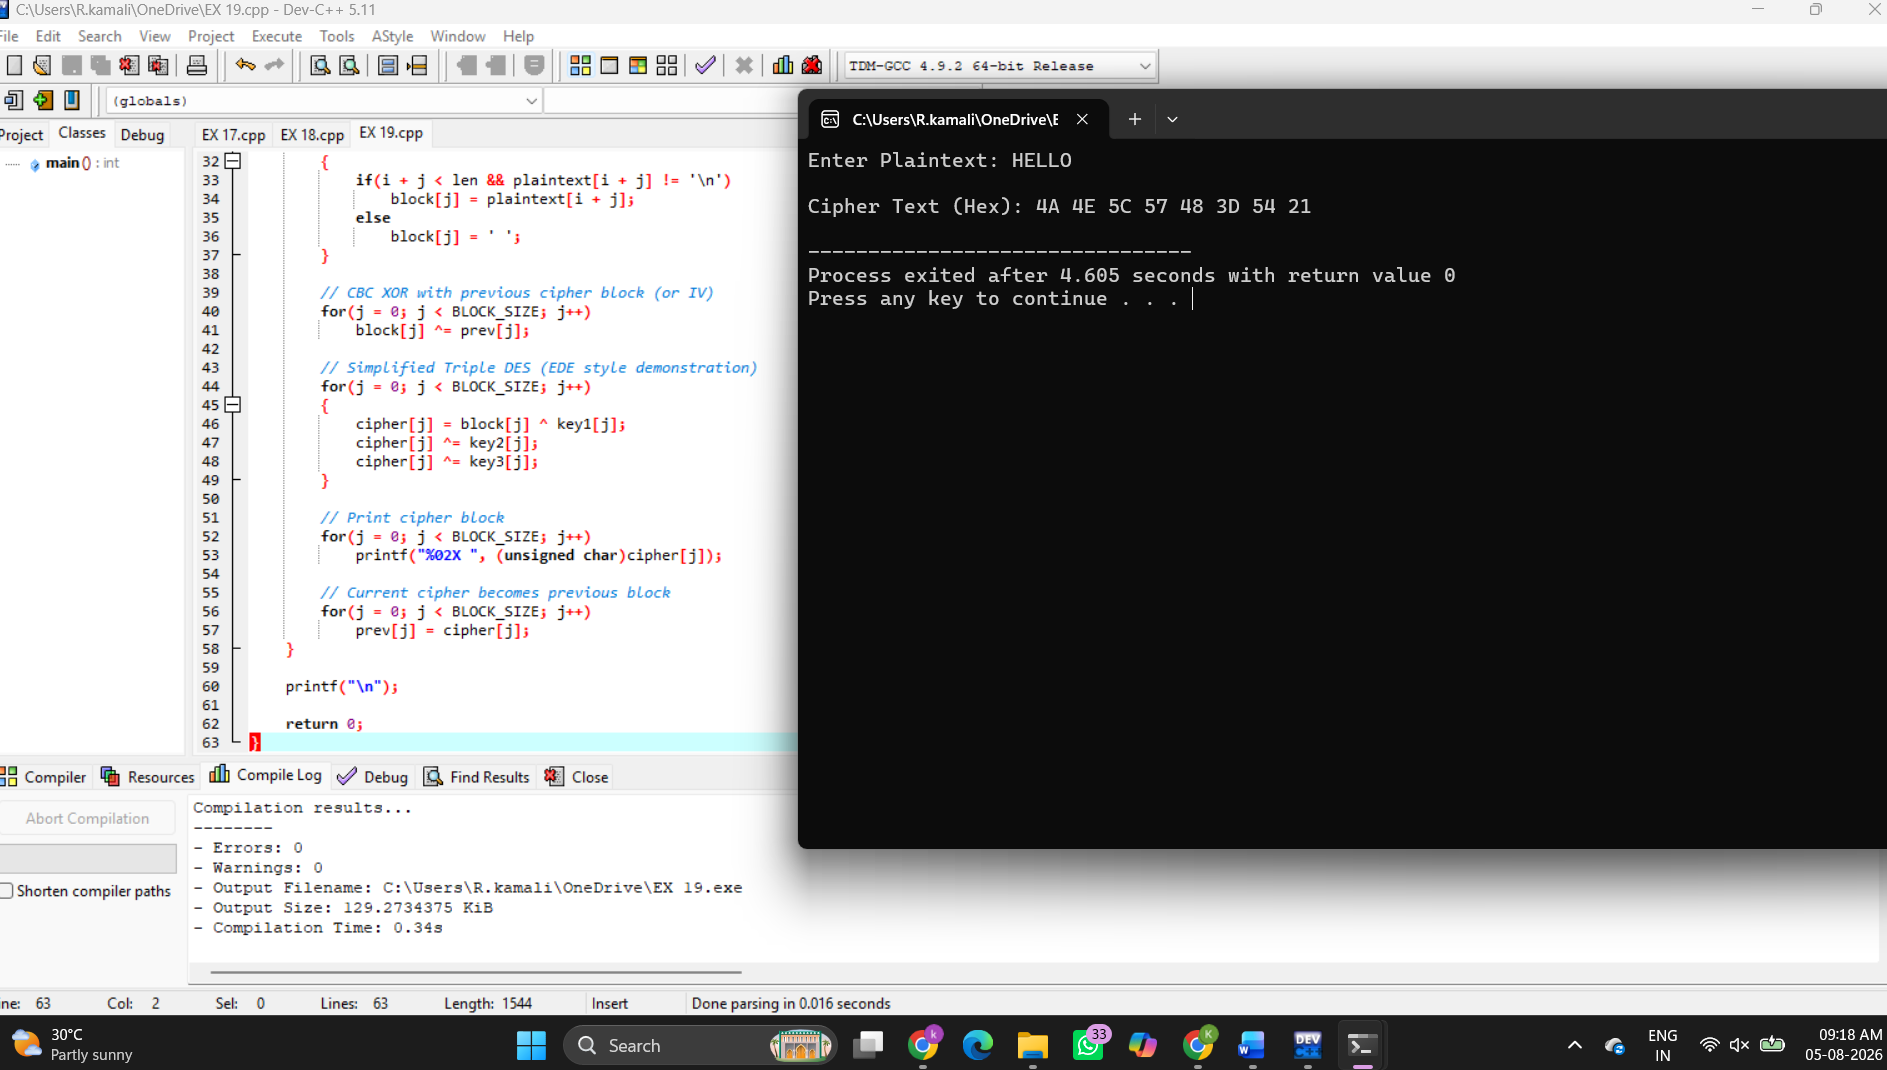 C:\Users\R.kamali\OneDrive\EX 19.cpp - Dev-C++ 5.11
File Edit Search View Project Execute Tools AStyle Window Help
TDM-GCC 4.9.2 64-bit Release
(globals)
Project Classes Debug
EX 17.cpp EX 18.cpp EX 19.cpp
main () : int
32 {
33 if(i + j < len && plaintext[i + j] != '\n')
34 block[j] = plaintext[i + j];
35 else
36 block[j] = ' ';
37 }
38
39 // CBC XOR with previous cipher block (or IV)
40 for(j = 0; j < BLOCK_SIZE; j++)
41 block[j] ^= prev[j];
42
43 // Simplified Triple DES (EDE style demonstration)
44 for(j = 0; j < BLOCK_SIZE; j++)
45 {
46 cipher[j] = block[j] ^ key1[j];
47 cipher[j] ^= key2[j];
48 cipher[j] ^= key3[j];
49 }
50
51 // Print cipher block
52 for(j = 0; j < BLOCK_SIZE; j++)
53 printf("%02X ", (unsigned char)cipher[j]);
54
55 // Current cipher becomes previous block
56 for(j = 0; j < BLOCK_SIZE; j++)
57 prev[j] = cipher[j];
58 }
59
60 printf("\n");
61
62 return 0;
63 }
C:\Users\R.kamali\OneDrive\E
Enter Plaintext: HELLO
Cipher Text (Hex): 4A 4E 5C 57 48 3D 54 21
--------------------------------
Process exited after 4.605 seconds with return value 0
Press any key to continue . . .
Compiler Resources Compile Log Debug Find Results Close
Abort Compilation
Shorten compiler paths
Compilation results...
--------
- Errors: 0
- Warnings: 0
- Output Filename: C:\Users\R.kamali\OneDrive\EX 19.exe
- Output Size: 129.2734375 KiB
- Compilation Time: 0.34s
ine: 63 Col: 2 Sel: 0 Lines: 63 Length: 1544 Insert Done parsing in 0.016 seconds
30°C
Partly sunny
Search
k
33
K
W
DEV
C++
ENG
IN
09:18 AM
05-08-2026